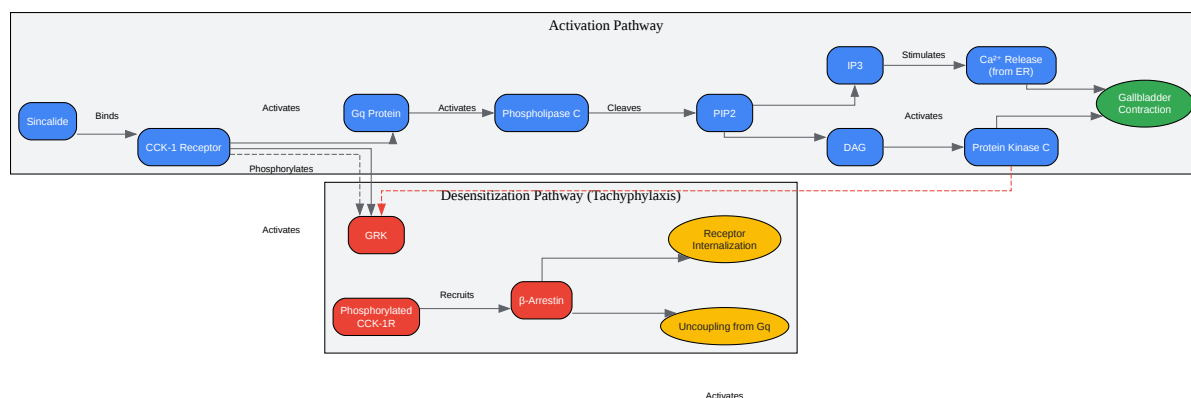 Activation Pathway
Sincalide
Binds
CCK-1 Receptor
Activates
Gq Protein
Activates
Phospholipase C
Cleaves
PIP2
IP3
Stimulates
Ca²⁺ Release
(from ER)
DAG
Activates
Protein Kinase C
Gallbladder
Contraction
Phosphorylates
Activates
Desensitization Pathway (Tachyphylaxis)
GRK
Phosphorylated
CCK-1R
Recruits
β-Arrestin
Receptor
Internalization
Uncoupling from Gq
Activates